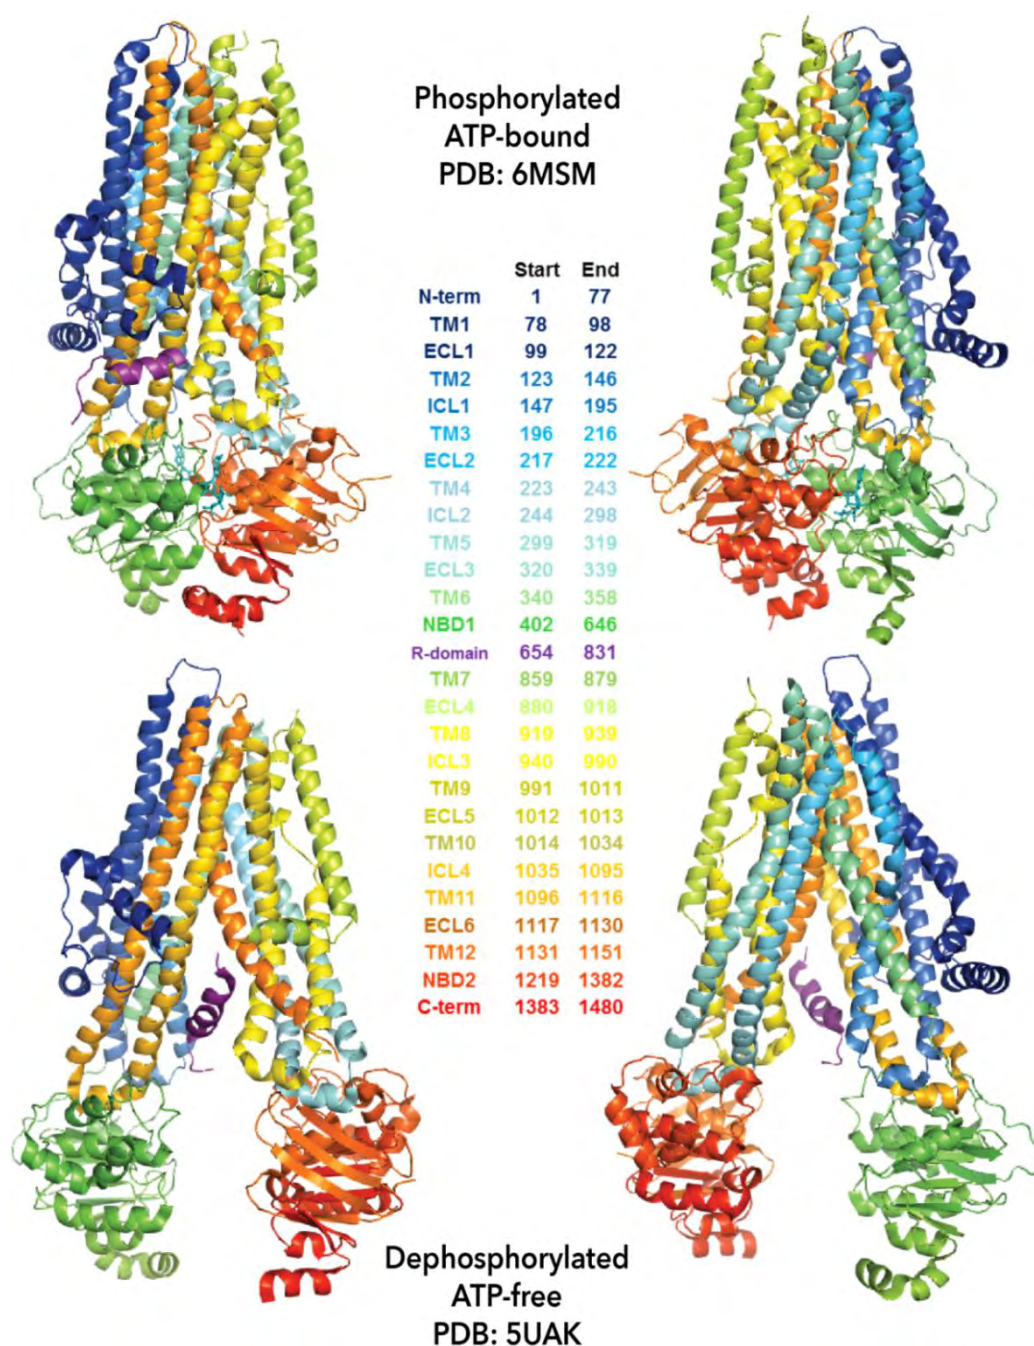 Phosphorylated
ATP-bound
PDB: 6MSM
Start End
N-term 1 77
TM1 78 98
ECL1 99 122
TM2 123 146
ICL1 147 195
TM3 196 216
ECL2 217 222
TM4 223 243
ICL2 244 298
TM5 299 319
ECL3 320 339
TM6 340 358
NBD1 402 646
R-domain 654 831
TM7 859 879
ECL4 880 918
TM8 919 939
ICL3 940 990
TM9 991 1011
ECL5 1012 1013
TM10 1014 1034
ICL4 1035 1095
TM11 1096 1116
ECL6 1117 1130
TM12 1131 1151
NBD2 1219 1382
C-term 1383 1480
Dephosphorylated
ATP-free
PDB: 5UAK